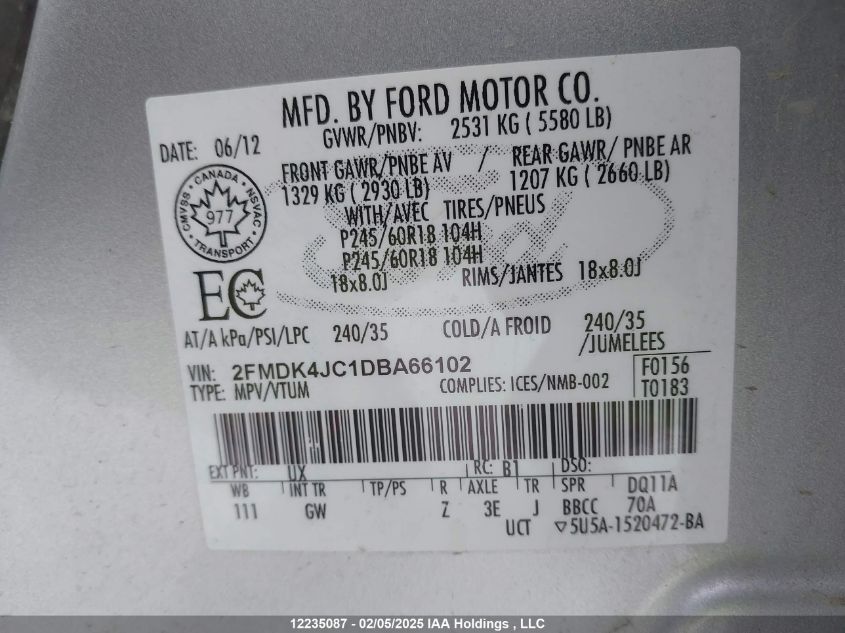 MFD. BY FORD MOTOR CO.
DATE: 06/12
GVWR/PNBV: 2531 KG ( 5580 LB)
FRONT GAWR/PNBE AV / REAR GAWR/ PNBE AR
1329 KG ( 2930 LB) 1207 KG ( 2660 LB)
WITH/AVEC TIRES/PNEUS
P245/60R18 104H
P245/60R18 104H
18x8.0J RIMS/JANTES 18x8.0J
CANADA
CMVSS NSVAC
977
TRANSPORT
EC
Ford
AT/A kPa/PSI/LPC 240/35 COLD/A FROID 240/35
/JUMELEES
VIN: 2FMDK4JC1DBA66102 F0156
TYPE: MPV/VTUM COMPLIES: ICES/NMB-002 T0183
EXT PNT: UX RC: B1 DSO:
WB INT TR TP/PS R AXLE TR SPR DQ11A
111 GW Z 3E J BBCC 70A
UCT ▽5U5A-1520472-BA
12235087 - 02/05/2025 IAA Holdings , LLC